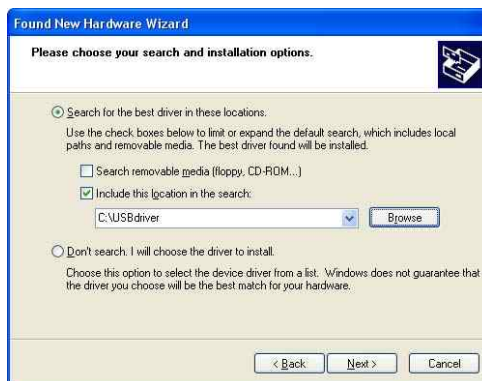 Found New Hardware Wizard
Please choose your search and installation options.
Search for the best driver in these locations.
Use the check boxes below to limit or expand the default search, which includes local
paths and removable media. The best driver found will be installed.
Search removable media (floppy, CD-ROM...)
Include this location in the search:
C:\USBdriver
Browse
Don't search. I will choose the driver to install.
Choose this option to select the device driver from a list. Windows does not guarantee that
the driver you choose will be the best match for your hardware.
< Back
Next >
Cancel